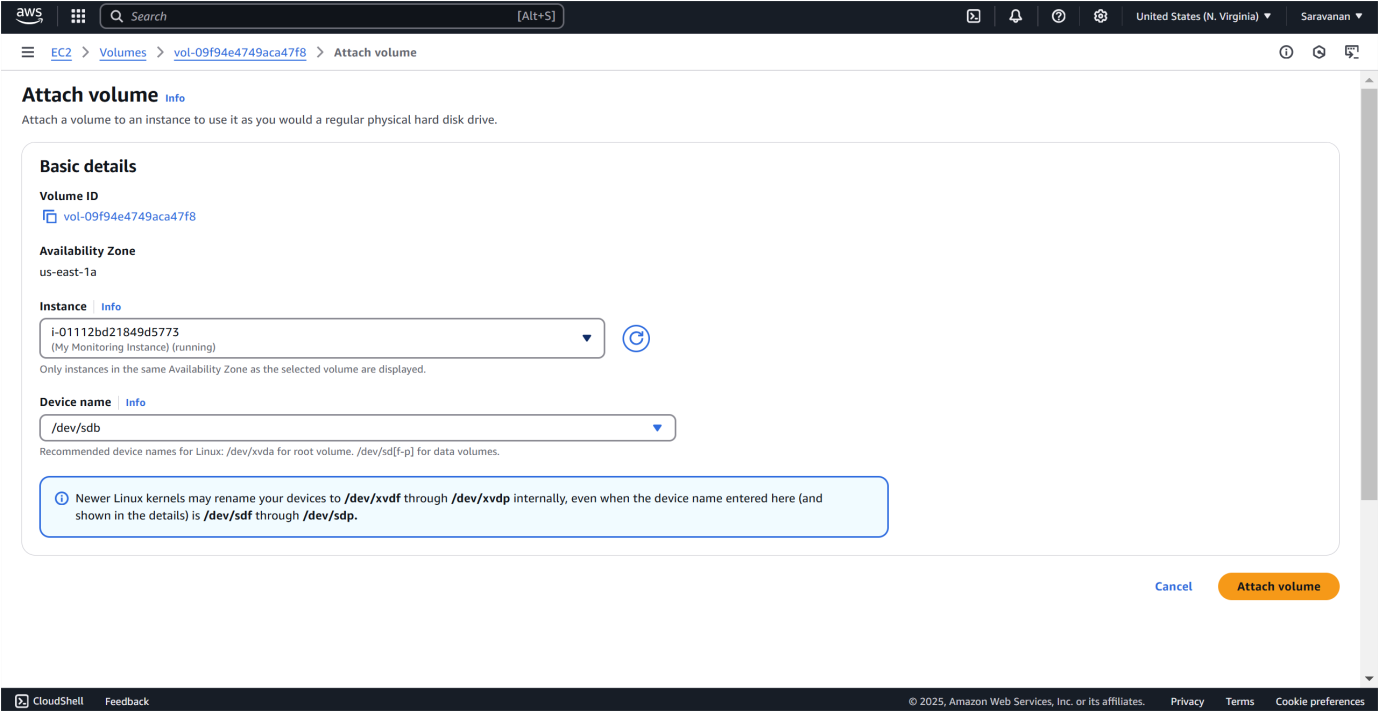 aws
Search [Alt+S]
United States (N. Virginia)
Saravanan
EC2
Volumes
vol-09f94e4749aca47f8
Attach volume
Attach volume Info
Attach a volume to an instance to use it as you would a regular physical hard disk drive.
Basic details
Volume ID
vol-09f94e4749aca47f8
Availability Zone
us-east-1a
Instance Info
i-01112bd21849d5773
(My Monitoring Instance) (running)
Only instances in the same Availability Zone as the selected volume are displayed.
Device name Info
/dev/sdb
Recommended device names for Linux: /dev/xvda for root volume. /dev/sd[f-p] for data volumes.
Newer Linux kernels may rename your devices to /dev/xvdf through /dev/xvdp internally, even when the device name entered here (and
shown in the details) is /dev/sdf through /dev/sdp.
Cancel
Attach volume
CloudShell
Feedback
© 2025, Amazon Web Services, Inc. or its affiliates.
Privacy
Terms
Cookie preferences